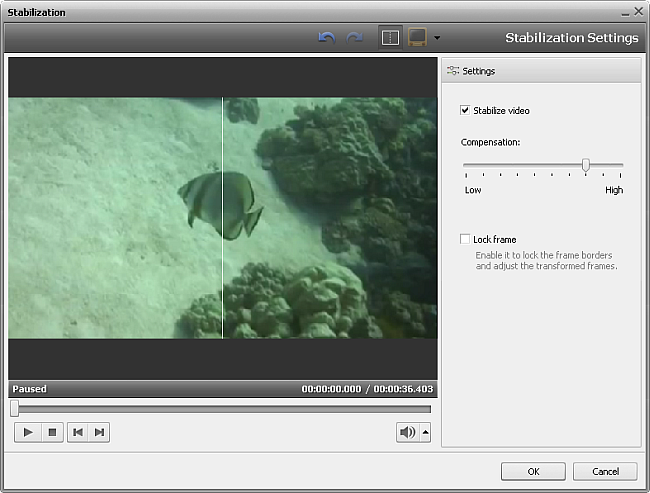 Stabilization
Stabilization Settings
Settings
Stabilize video
Compensation:
Low High
Lock frame
Enable it to lock the frame borders
and adjust the transformed frames.
Paused 00:00:00.000 / 00:00:36.403
OK Cancel